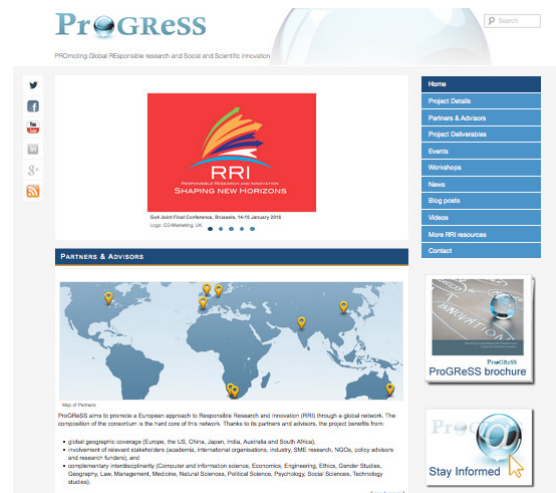 PrOGReSS
Search
PROmoting Global REsponsible research and Social and Scientific innovation
Home
Project Details
Partners & Advisors
Project Deliverables
Events
Workshops
News
Blog posts
Videos
More RRI resources
Contact
RRI
RESPONSIBLE RESEARCH AND INNOVATION
SHAPING NEW HORIZONS
Go4 Joint Final Conference, Brussels, 14-15 January 2016
Logo: CO-Marketing, UK
PARTNERS & ADVISORS
Map of Partners
ProGReSS aims to promote a European approach to Responsible Research and Innovation (RRI) through a global network. The
composition of the consortium is the hard core of this network. Thanks to its partners and advisors, the project benefits from:
global geographic coverage (Europe, the US, China, Japan, India, Australia and South Africa),
involvement of relevant stakeholders (academia, international organisations, industry, SME research, NGOs, policy advisors
and research funders), and
complementary interdisciplinarity (Computer and information science, Economics, Engineering, Ethics, Gender Studies,
Geography, Law, Management, Medicine, Natural Sciences, Political Science, Psychology, Social Sciences, Technology
studies).
INNOVATION
ProGReSS
ProGReSS brochure
Prog
Stay Informed